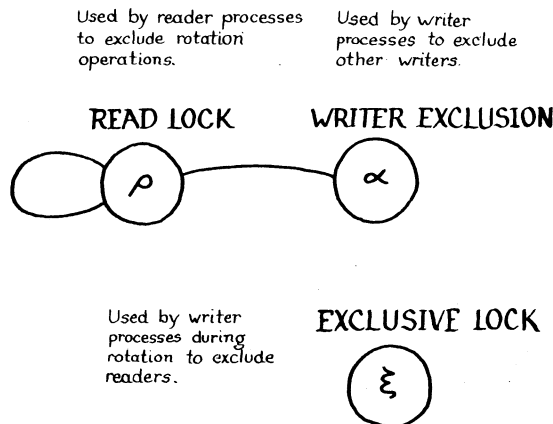 Used by reader processes
to exclude rotation
operations.
Used by writer
processes to exclude
other writers.
READ LOCK
WRITER EXCLUSION
ρ
α
Used by writer
processes during
rotation to exclude
readers.
EXCLUSIVE LOCK
ξ